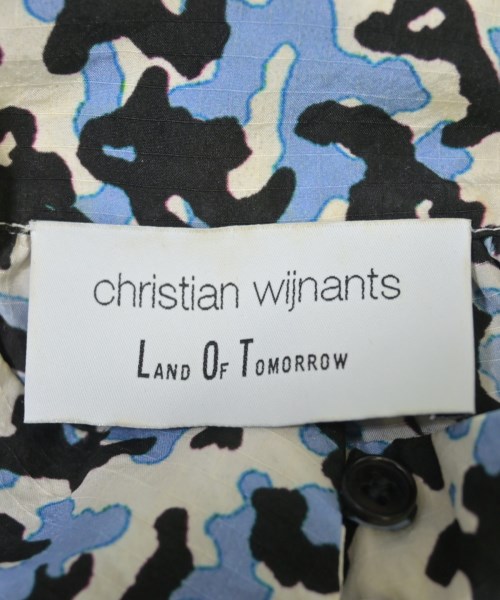 christian wijnants
LAND OF TOMORROW